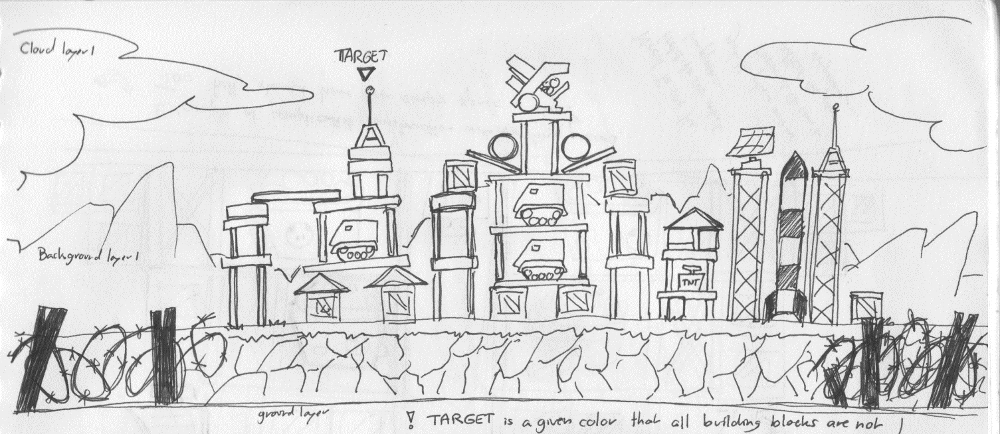 Cloud layer 1
TARGET
Background layer 1
TNT
ground layer
! TARGET is a given color that all building blocks are not !